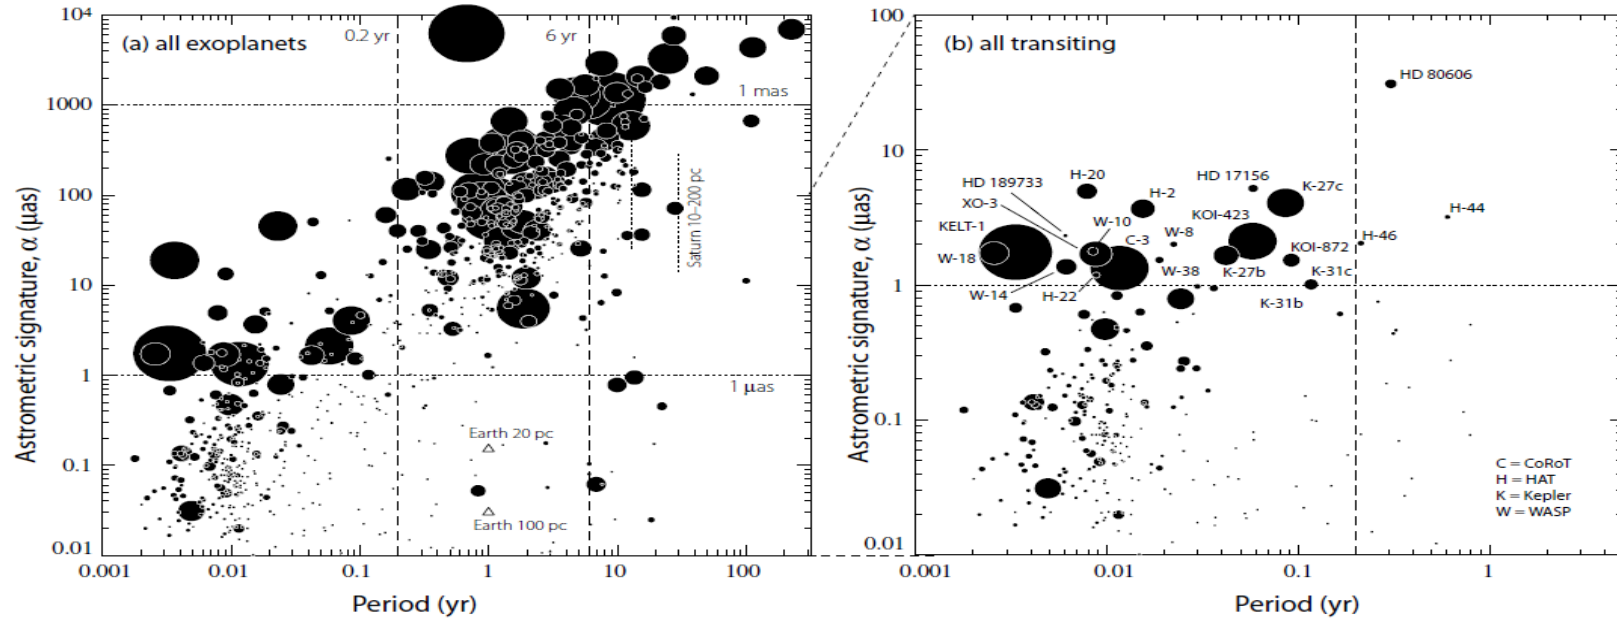 (a) all exoplanets
0.2 yr
6 yr
1 mas
Saturn 10–200 pc
1 μas
Earth 20 pc
Earth 100 pc
10⁴
1000
100
10
1
0.1
0.01
Astrometric signature, α (μas)
0.001
0.01
0.1
1
10
100
Period (yr)
(b) all transiting
HD 80606
H-20
HD 189733
XO-3
H-2
HD 17156
K-27c
H-44
W-10
KOI-423
KELT-1
W-8
H-46
C-3
KOI-872
W-18
W-38
K-27b
K-31c
W-14
H-22
K-31b
C = CoRoT
H = HAT
K = Kepler
W = WASP
100
10
1
0.1
0.01
Astrometric signature, α (μas)
0.001
0.01
0.1
1
Period (yr)